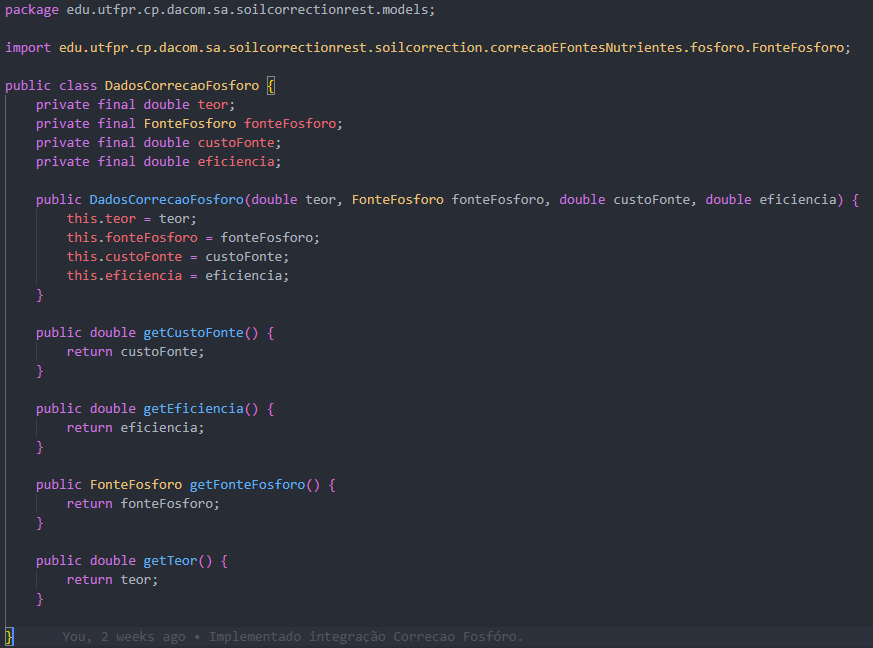 package edu.utfpr.cp.dacom.sa.soilcorrectionrest.models;
import edu.utfpr.cp.dacom.sa.soilcorrectionrest.soilcorrection.correcaoEFontesNutrientes.fosforo.FonteFosforo;
public class DadosCorrecaoFosforo {
    private final double teor;
    private final FonteFosforo fonteFosforo;
    private final double custoFonte;
    private final double eficiencia;
    public DadosCorrecaoFosforo(double teor, FonteFosforo fonteFosforo, double custoFonte, double eficiencia) {
        this.teor = teor;
        this.fonteFosforo = fonteFosforo;
        this.custoFonte = custoFonte;
        this.eficiencia = eficiencia;
    }
    public double getCustoFonte() {
        return custoFonte;
    }
    public double getEficiencia() {
        return eficiencia;
    }
    public FonteFosforo getFonteFosforo() {
        return fonteFosforo;
    }
    public double getTeor() {
        return teor;
    }
} You, 2 weeks ago • Implementado integração Correcao Fosfóro.